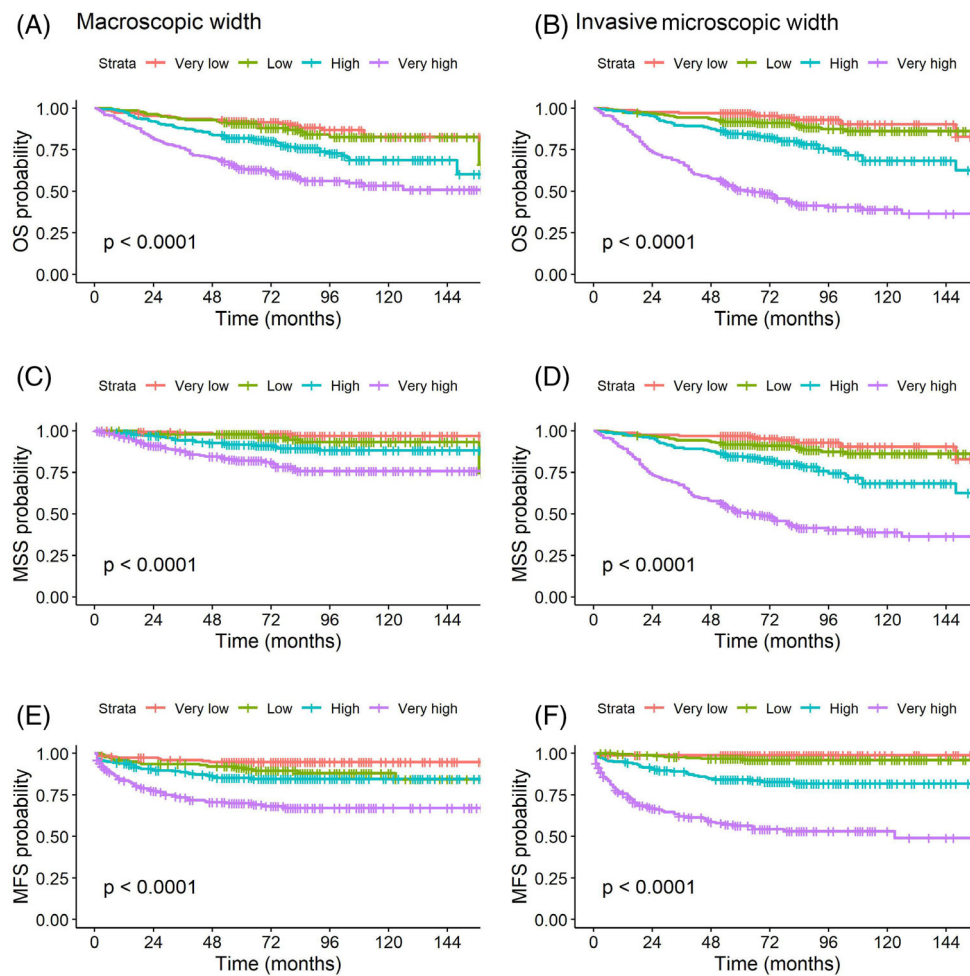 (A) Macroscopic width
Strata Very low Low High Very high
1.00
0.75
0.50
0.25
0.00
OS probability
p < 0.0001
0 24 48 72 96 120 144
Time (months)
(B) Invasive microscopic width
Strata Very low Low High Very high
1.00
0.75
0.50
0.25
0.00
OS probability
p < 0.0001
0 24 48 72 96 120 144
Time (months)
(C)
Strata Very low Low High Very high
1.00
0.75
0.50
0.25
0.00
MSS probability
p < 0.0001
0 24 48 72 96 120 144
Time (months)
(D)
Strata Very low Low High Very high
1.00
0.75
0.50
0.25
0.00
MSS probability
p < 0.0001
0 24 48 72 96 120 144
Time (months)
(E)
Strata Very low Low High Very high
1.00
0.75
0.50
0.25
0.00
MFS probability
p < 0.0001
0 24 48 72 96 120 144
Time (months)
(F)
Strata Very low Low High Very high
1.00
0.75
0.50
0.25
0.00
MFS probability
p < 0.0001
0 24 48 72 96 120 144
Time (months)